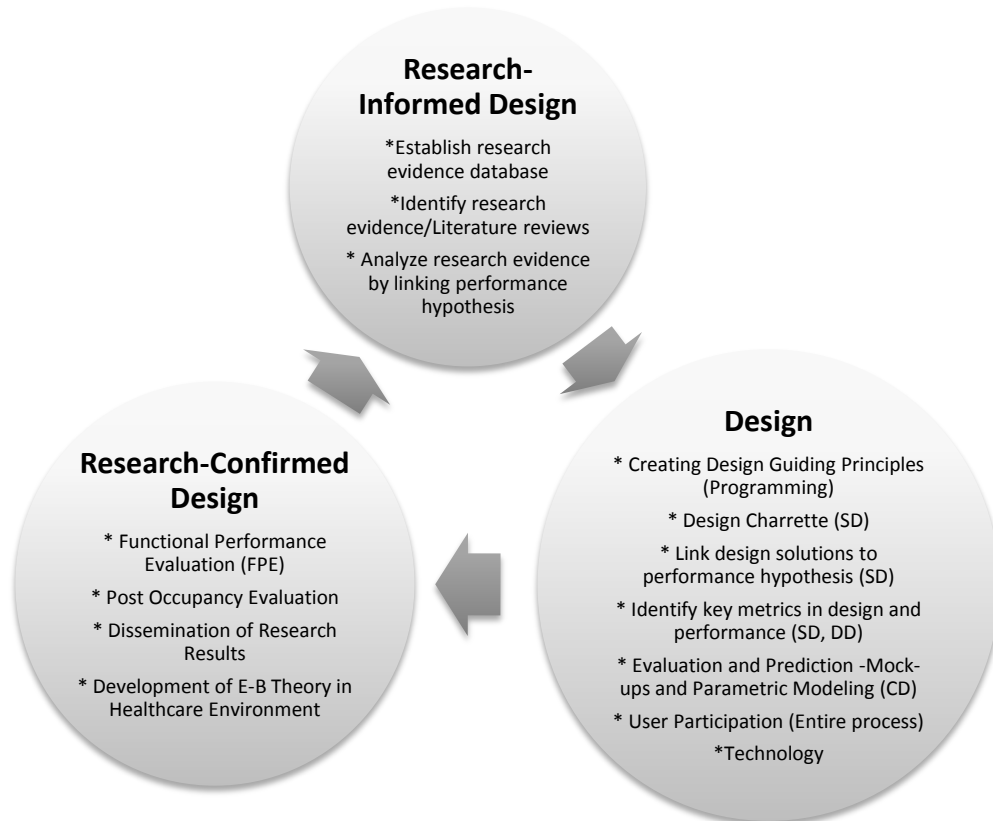 Research-
Informed Design
*Establish research
evidence database
*Identify research
evidence/Literature reviews
* Analyze research evidence
by linking performance
hypothesis
Design
* Creating Design Guiding Principles
(Programming)
* Design Charrette (SD)
* Link design solutions to
performance hypothesis (SD)
* Identify key metrics in design and
performance (SD, DD)
* Evaluation and Prediction -Mock-
ups and Parametric Modeling (CD)
* User Participation (Entire process)
*Technology
Research-Confirmed
Design
* Functional Performance
Evaluation (FPE)
* Post Occupancy Evaluation
* Dissemination of Research
Results
* Development of E-B Theory in
Healthcare Environment